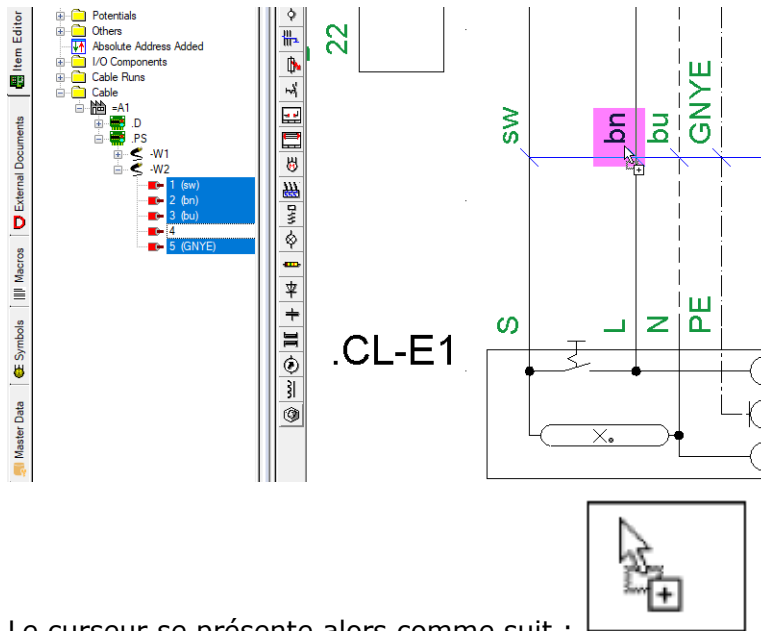 Item Editor
External Documents
Macros
Symbols
Master Data
Potentials
Others
Absolute Address Added
I/O Components
Cable Runs
Cable
=A1
.D
.PS
-W1
-W2
1 (sw)
2 (bn)
3 (bu)
4
5 (GNYE)
22
sw
bn
bu
GNYE
S
L
N
PE
.CL-E1
Le curseur se présente alors comme suit :